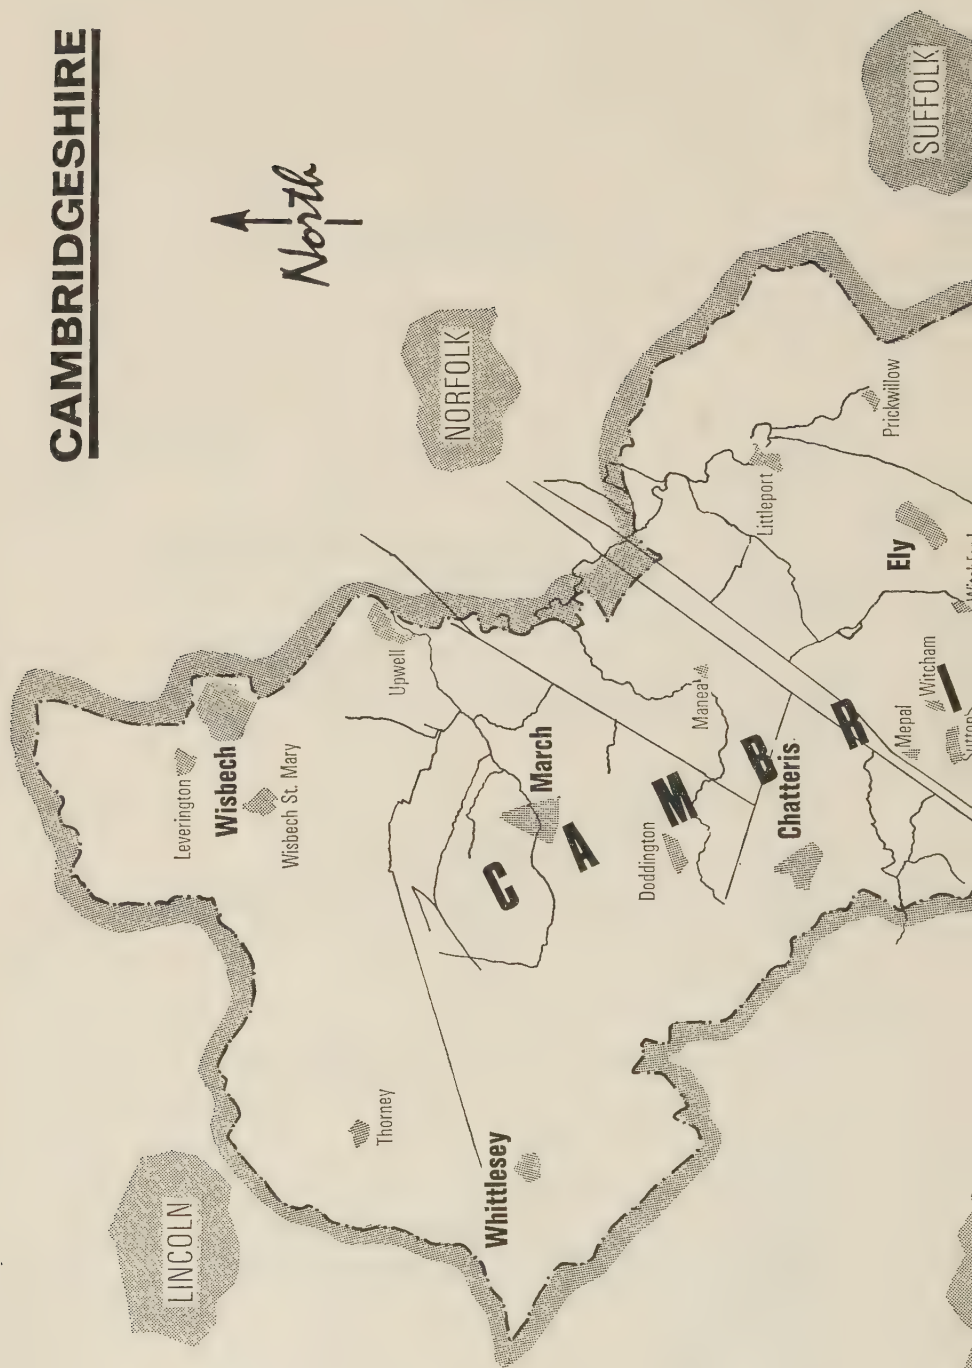 CAMBRIDGESHIRE
North
LINCOLN
NORFOLK
SUFFOLK
Leverington
Wisbech
Wisbech St. Mary
Thorney
Upwell
Whittlesey
March
Doddington
Manea
Chatteris
Littleport
Prickwillow
Ely
Mepal
Witcham
C A M B R